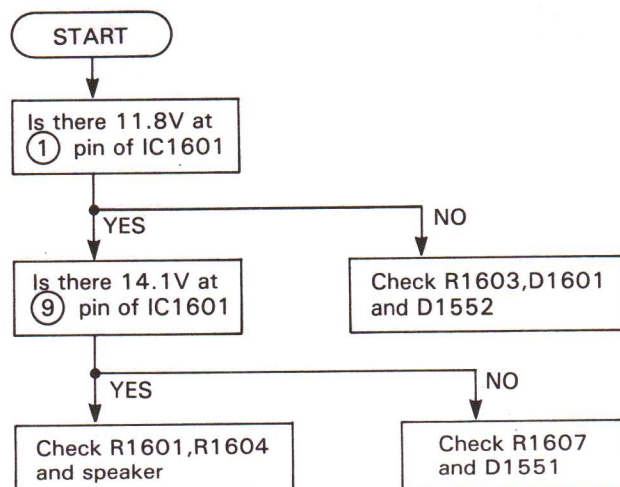 START
Is there 11.8V at
1 pin of IC1601
YES
NO
Is there 14.1V at
9 pin of IC1601
Check R1603,D1601
and D1552
YES
NO
Check R1601,R1604
and speaker
Check R1607
and D1551